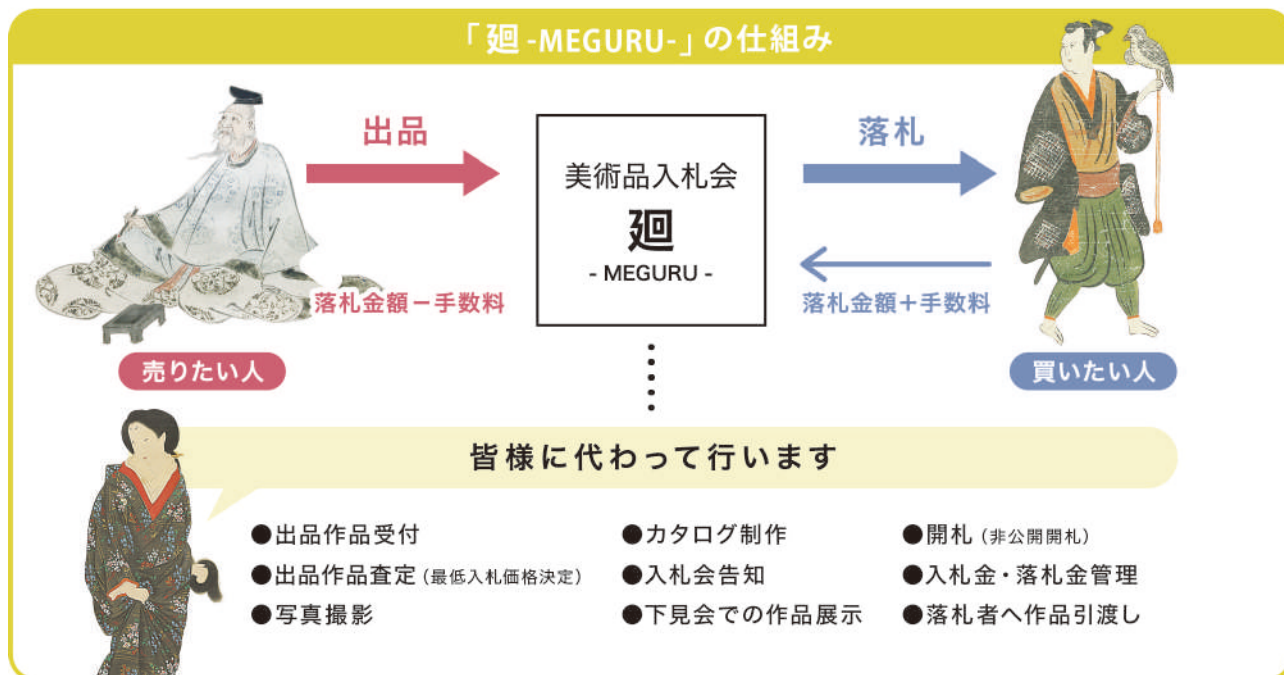 「廻-MEGURU-」の仕組み
出品
落札金額－手数料
売りたい人
美術品入札会
廻
- MEGURU -
落札
落札金額＋手数料
買いたい人
皆様に代わって行います
●出品作品受付
●出品作品査定(最低入札価格決定)
●写真撮影
●カタログ制作
●入札会告知
●下見会での作品展示
●開札(非公開開札)
●入札金・落札金管理
●落札者へ作品引渡し